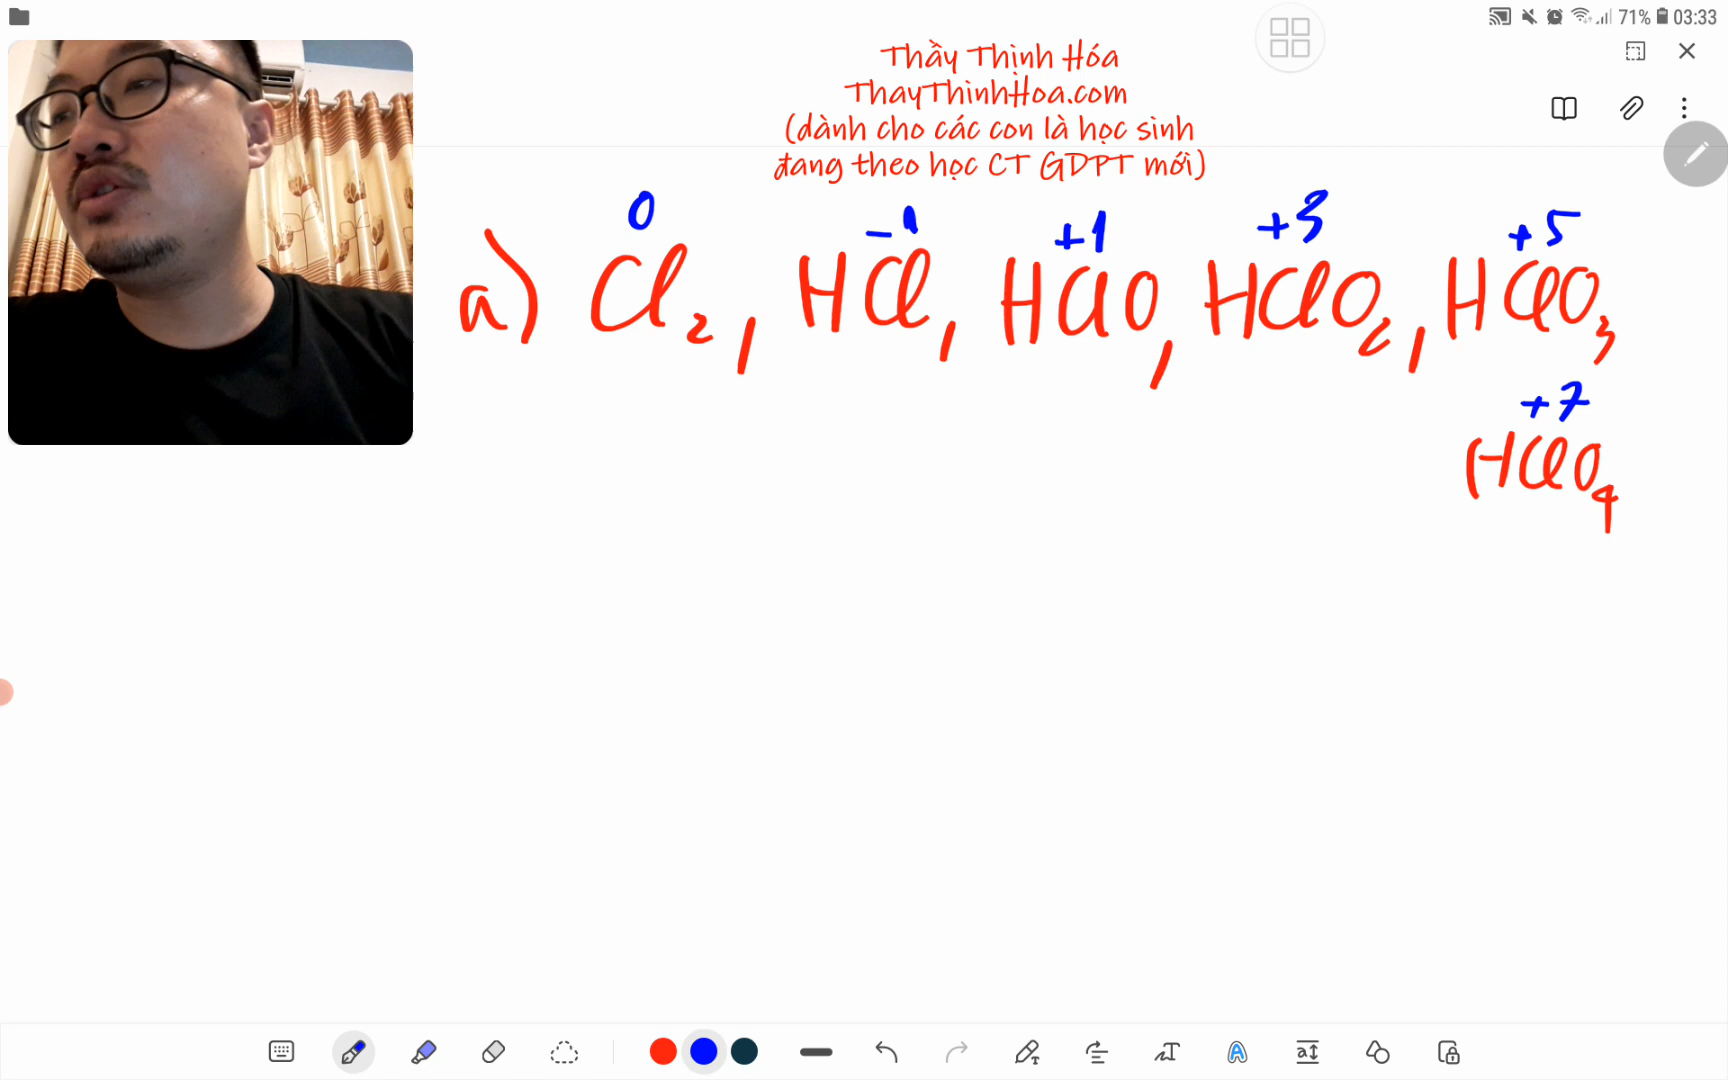 71% 03:33
Thầy Thịnh Hóa
ThayThinhHoa.com
(dành cho các con là học sinh
đang theo học CT GDPT mới)
0 -1 +1 +3 +5
a) Cl2, HCl, HClO, HClO2, HClO3
+7
HClO4